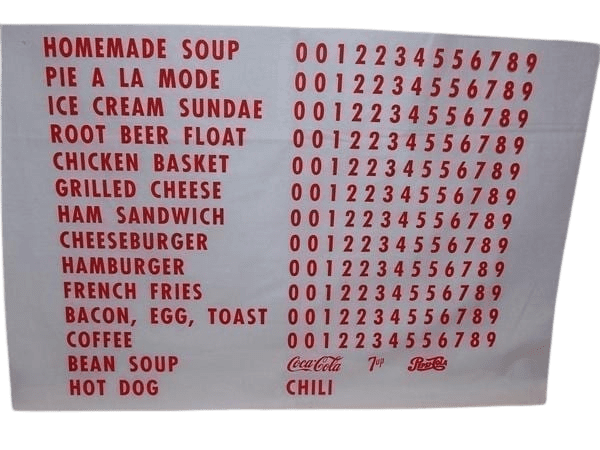 HOMEMADE SOUP 0 0 1 2 2 3 4 5 5 6 7 8 9
PIE A LA MODE 0 0 1 2 2 3 4 5 5 6 7 8 9
ICE CREAM SUNDAE 0 0 1 2 2 3 4 5 5 6 7 8 9
ROOT BEER FLOAT 0 0 1 2 2 3 4 5 5 6 7 8 9
CHICKEN BASKET 0 0 1 2 2 3 4 5 5 6 7 8 9
GRILLED CHEESE 0 0 1 2 2 3 4 5 5 6 7 8 9
HAM SANDWICH 0 0 1 2 2 3 4 5 5 6 7 8 9
CHEESEBURGER 0 0 1 2 2 3 4 5 5 6 7 8 9
HAMBURGER 0 0 1 2 2 3 4 5 5 6 7 8 9
FRENCH FRIES 0 0 1 2 2 3 4 5 5 6 7 8 9
BACON, EGG, TOAST 0 0 1 2 2 3 4 5 5 6 7 8 9
COFFEE 0 0 1 2 2 3 4 5 5 6 7 8 9
BEAN SOUP Coca-Cola 7up Pepsi-Cola
HOT DOG CHILI